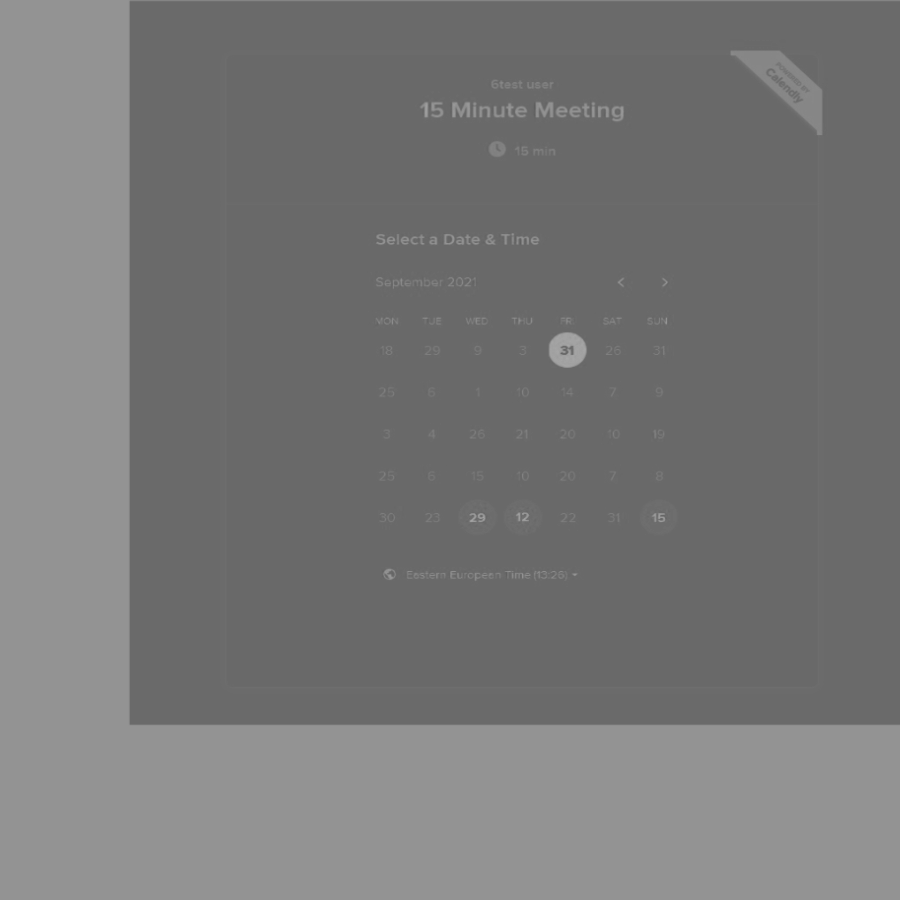 6test user
POWERED BY
Calendly
15 Minute Meeting
15 min
Select a Date & Time
September 2021
MON TUE WED THU FRI SAT SUN
18 29 9 3 31 26 31
25 6 1 10 14 7 9
3 4 26 21 20 10 19
29 8 15 10 20 7 8
30 23 29 12 22 31 15
Eastern European Time (13:26)